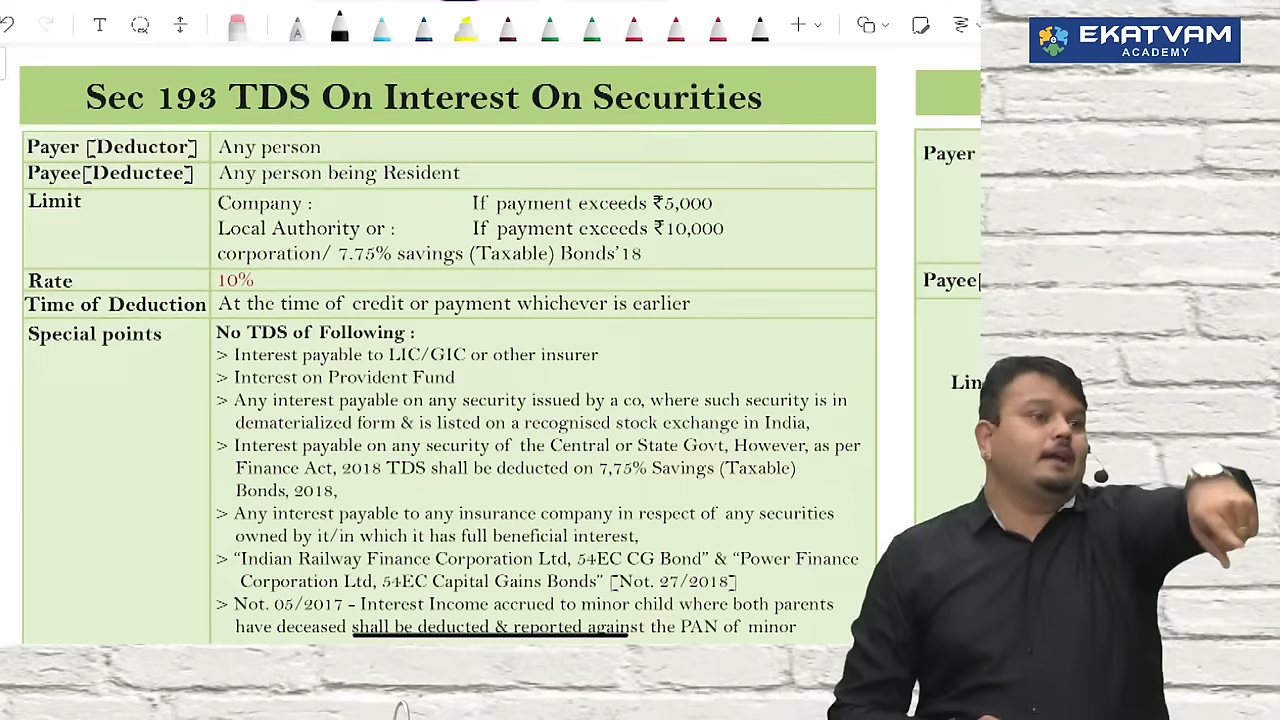 T
A
EKATVAM
ACADEMY
Sec 193 TDS On Interest On Securities
Payer [Deductor] Any person
Payee[Deductee] Any person being Resident
Limit Company : If payment exceeds ₹5,000
Local Authority or : If payment exceeds ₹10,000
corporation/ 7.75% savings (Taxable) Bonds'18
Rate 10%
Time of Deduction At the time of credit or payment whichever is earlier
Special points No TDS of Following :
> Interest payable to LIC/GIC or other insurer
> Interest on Provident Fund
> Any interest payable on any security issued by a co, where such security is in
dematerialized form & is listed on a recognised stock exchange in India,
> Interest payable on any security of the Central or State Govt, However, as per
Finance Act, 2018 TDS shall be deducted on 7,75% Savings (Taxable)
Bonds, 2018,
> Any interest payable to any insurance company in respect of any securities
owned by it/in which it has full beneficial interest,
> “Indian Railway Finance Corporation Ltd, 54EC CG Bond” & “Power Finance
Corporation Ltd, 54EC Capital Gains Bonds” [Not. 27/2018]
> Not. 05/2017 - Interest Income accrued to minor child where both parents
have deceased shall be deducted & reported against the PAN of minor
Payer
Payee[
Lin